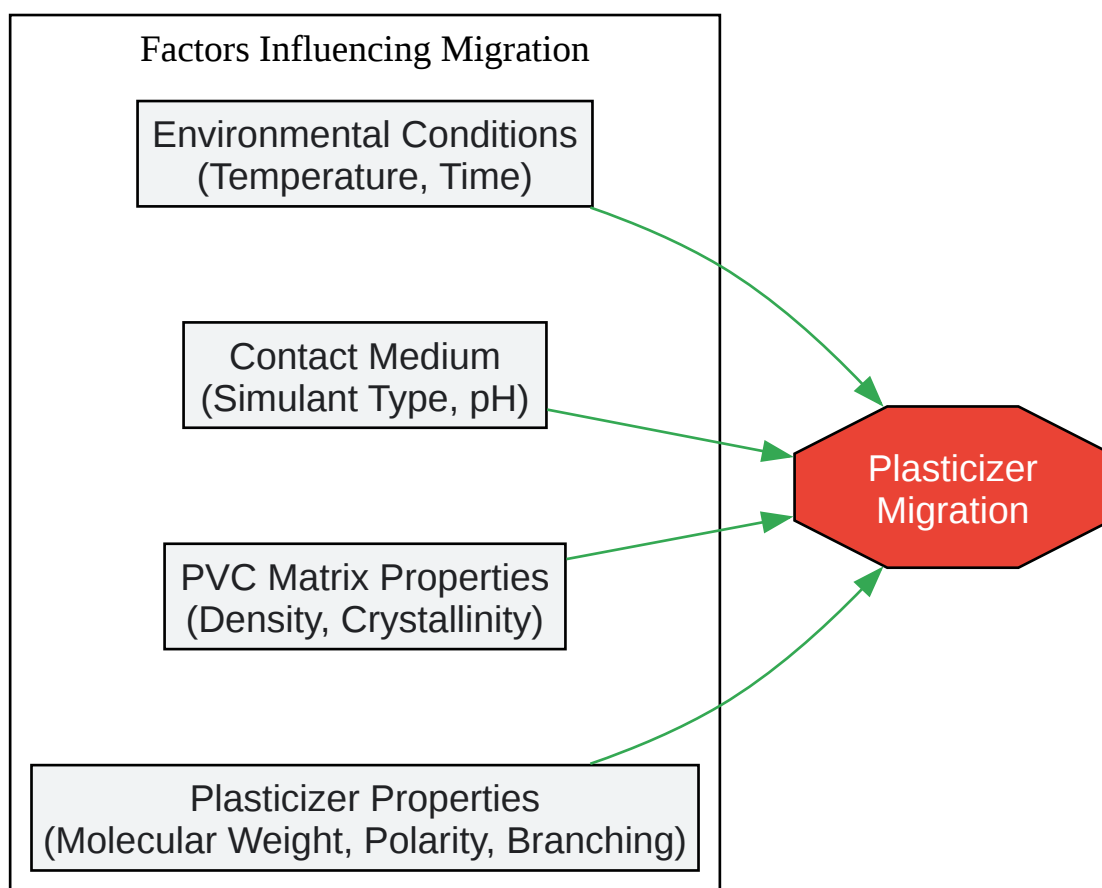 Factors Influencing Migration
Environmental Conditions
(Temperature, Time)
Contact Medium
(Simulant Type, pH)
PVC Matrix Properties
(Density, Crystallinity)
Plasticizer Properties
(Molecular Weight, Polarity, Branching)
Plasticizer
Migration